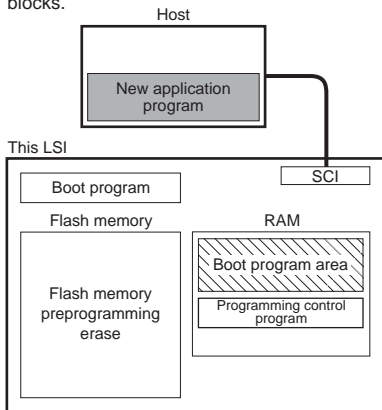 blocks.
Host
New application
program
This LSI
SCI
Boot program
Flash memory
RAM
Boot program area
Flash memory
preprogramming
erase
Programming control
program